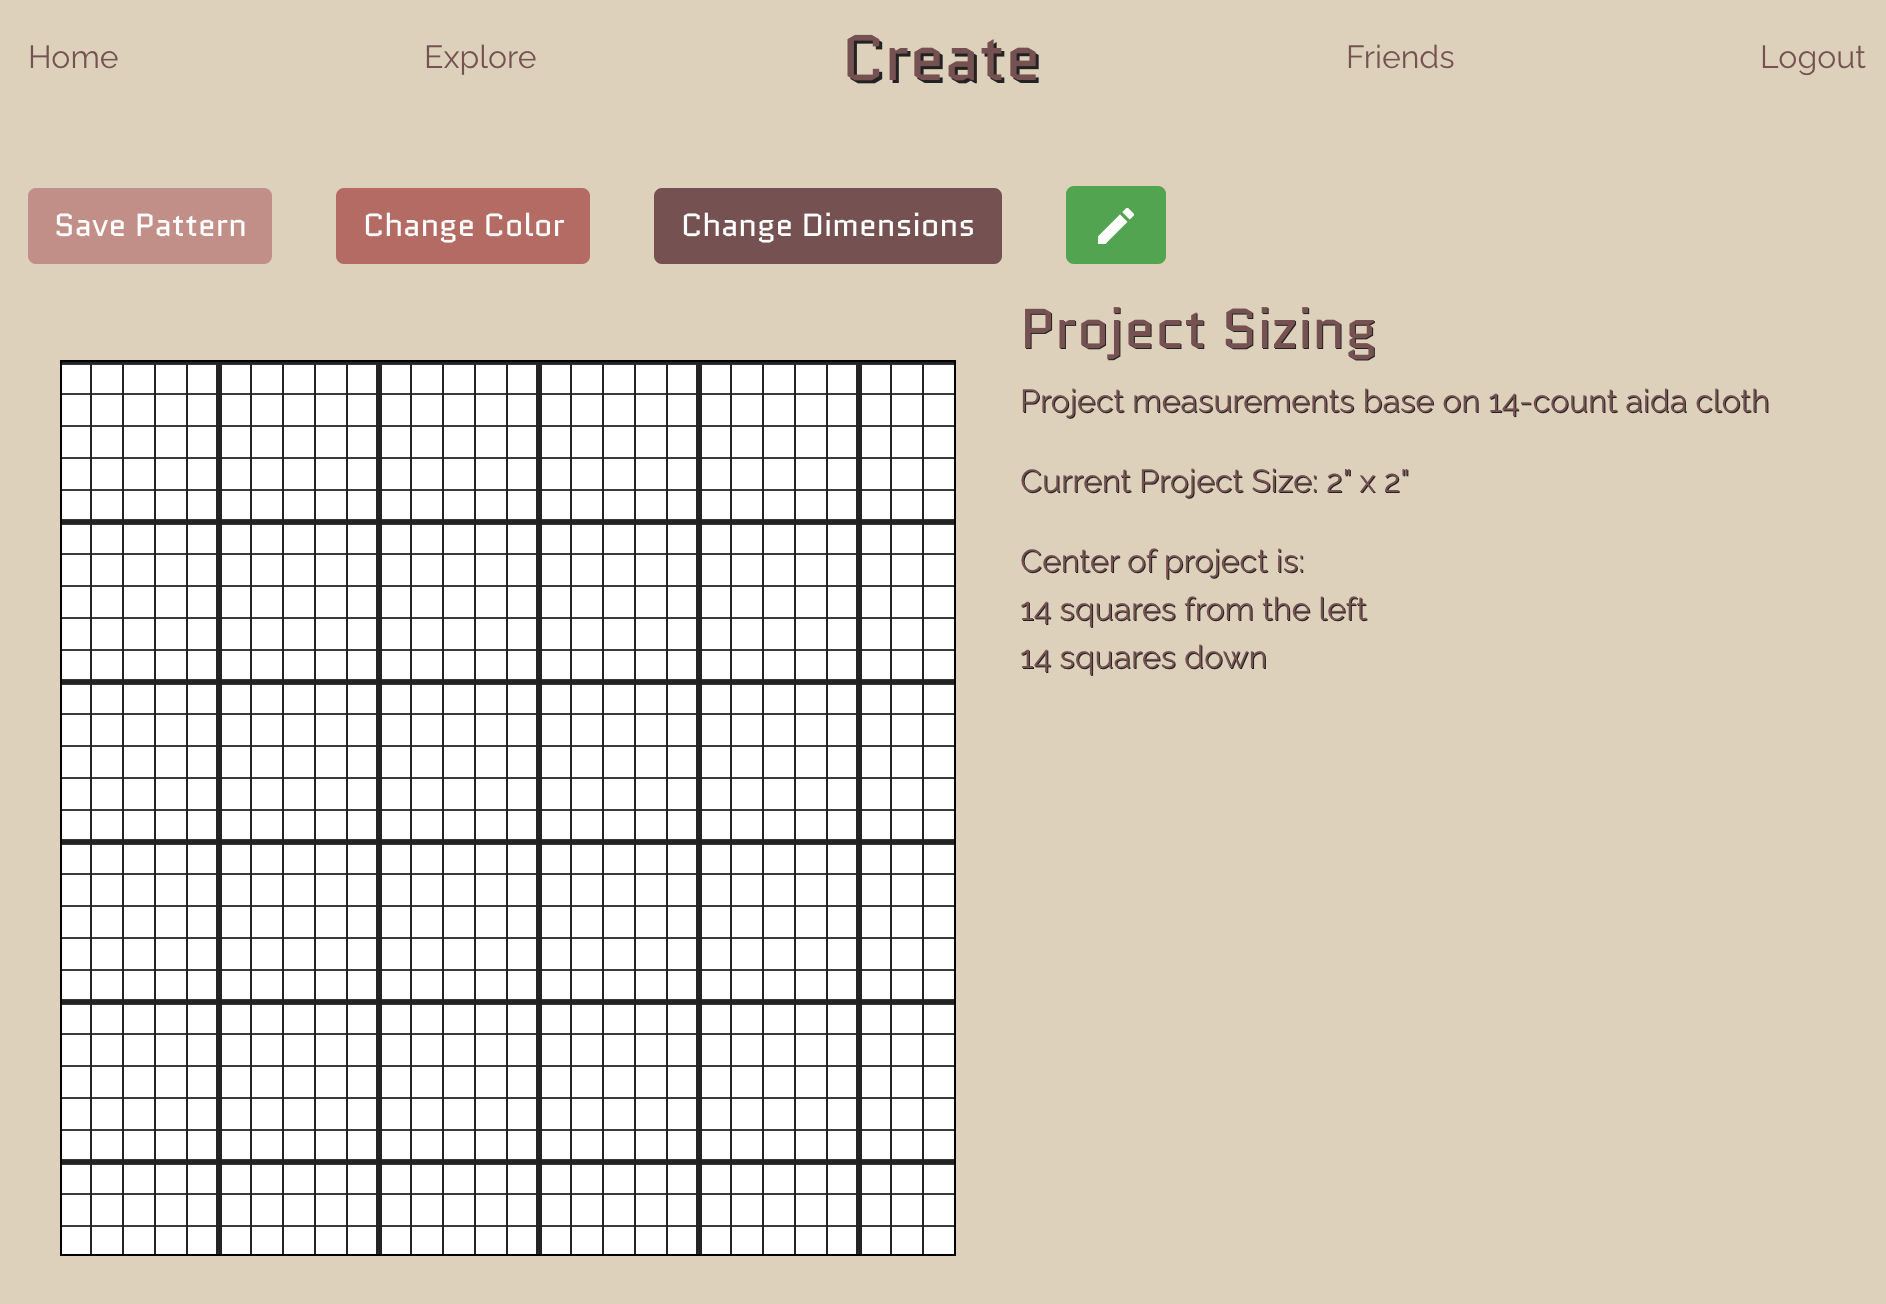 Home
Explore
Create
Friends
Logout
Save Pattern
Change Color
Change Dimensions
Project Sizing
Project measurements base on 14-count aida cloth
Current Project Size: 2" x 2"
Center of project is:
14 squares from the left
14 squares down